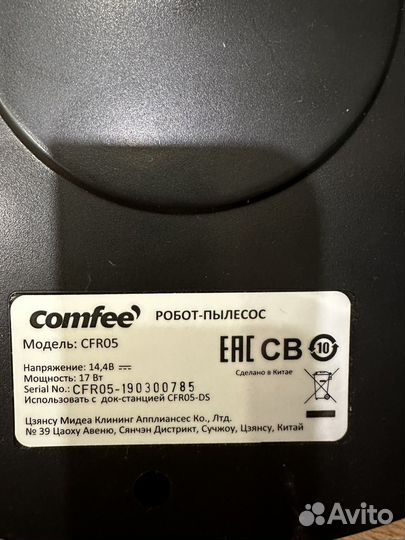 comfee' РОБОТ-ПЫЛЕСОС
Модель: CFR05
EAC CB 10
Напряжение: 14,4В
Мощность: 17 Вт
Сделано в Китае
Serial No.: CFR05-190300785
Использовать с док-станцией CFR05-DS
Цзянсу Мидеа Клининг Апплиансес Ко., Лтд.
№ 39 Цаоху Авеню, Сянчэн Дистрикт, Сучжоу, Цзянсу, Китай
Avito